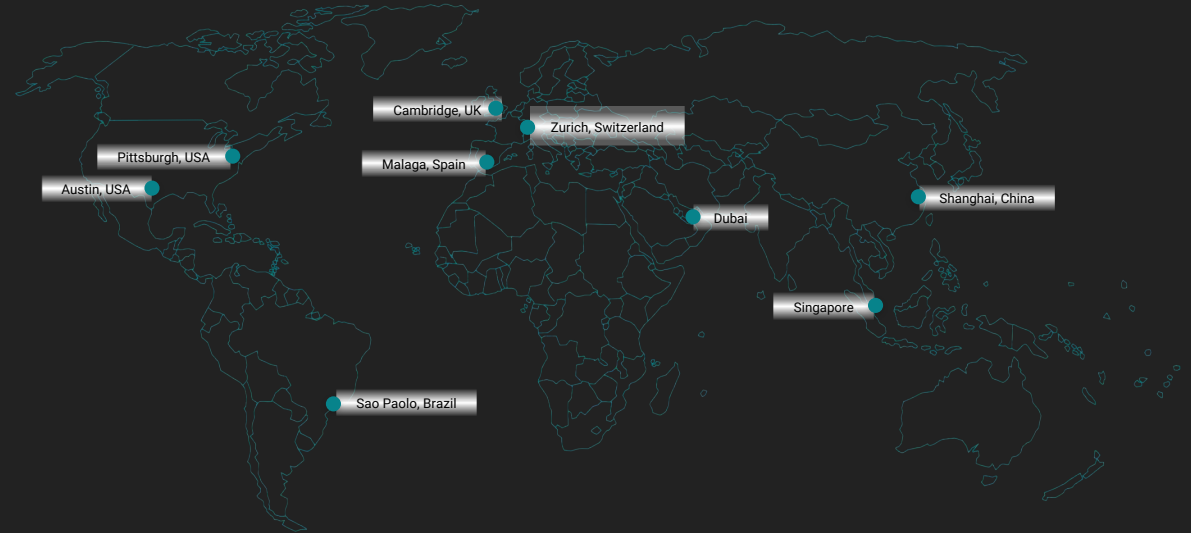 Cambridge, UK
Zurich, Switzerland
Pittsburgh, USA
Malaga, Spain
Austin, USA
Shanghai, China
Dubai
Singapore
Sao Paolo, Brazil